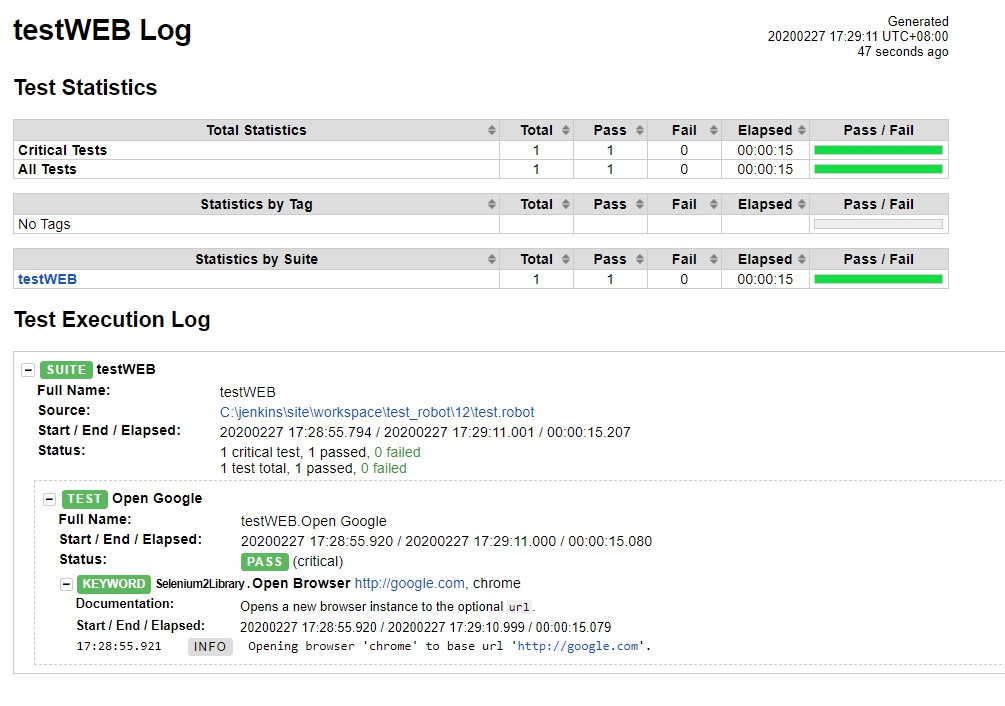 testWEB Log
Generated
20200227 17:29:11 UTC+08:00
47 seconds ago
Test Statistics
Total Statistics Total Pass Fail Elapsed Pass / Fail
Critical Tests 1 1 0 00:00:15
All Tests 1 1 0 00:00:15
Statistics by Tag Total Pass Fail Elapsed Pass / Fail
No Tags
Statistics by Suite Total Pass Fail Elapsed Pass / Fail
testWEB 1 1 0 00:00:15
Test Execution Log
SUITE testWEB
Full Name: testWEB
Source: C:\jenkins\site\workspace\test_robot\12\test.robot
Start / End / Elapsed: 20200227 17:28:55.794 / 20200227 17:29:11.001 / 00:00:15.207
Status: 1 critical test, 1 passed, 0 failed
1 test total, 1 passed, 0 failed
TEST Open Google
Full Name: testWEB.Open Google
Start / End / Elapsed: 20200227 17:28:55.920 / 20200227 17:29:11.000 / 00:00:15.080
Status: PASS (critical)
KEYWORD Selenium2Library.Open Browser http://google.com, chrome
Documentation: Opens a new browser instance to the optional url.
Start / End / Elapsed: 20200227 17:28:55.920 / 20200227 17:29:10.999 / 00:00:15.079
17:28:55.921 INFO Opening browser 'chrome' to base url 'http://google.com'.